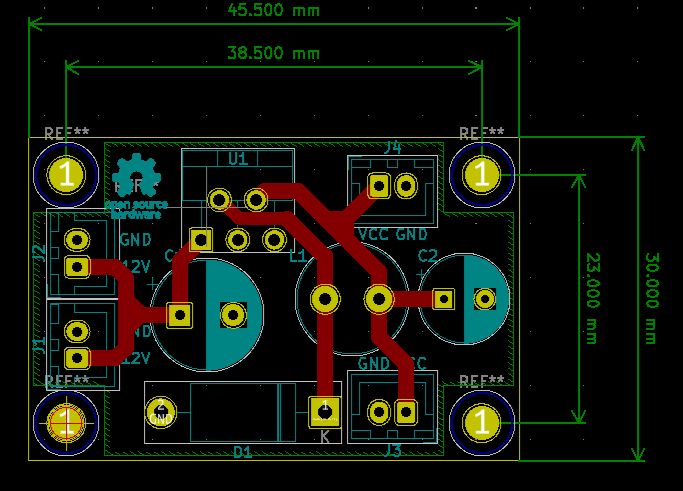 45.500 mm
38.500 mm
REF**
REF**
J4
U1
1
1
open source
hardware
VCC GND
J2
GND
12V
L1
C2
23.000 mm
30.000 mm
J1
12V
GND
REF**
REF**
2
GND
1
K
1
1
D1
J3